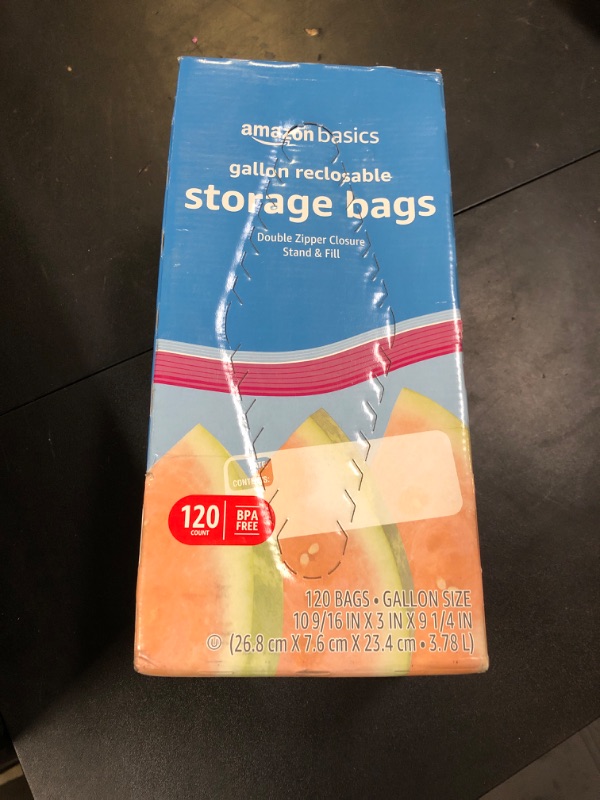 amazon basics
gallon reclosable
storage bags
Double Zipper Closure
Stand & Fill
120
COUNT
BPA
FREE
120 BAGS • GALLON SIZE
10 9/16 IN X 3 IN X 9 1/4 IN
U (26.8 cm X 7.6 cm X 23.4 cm • 3.78 L)